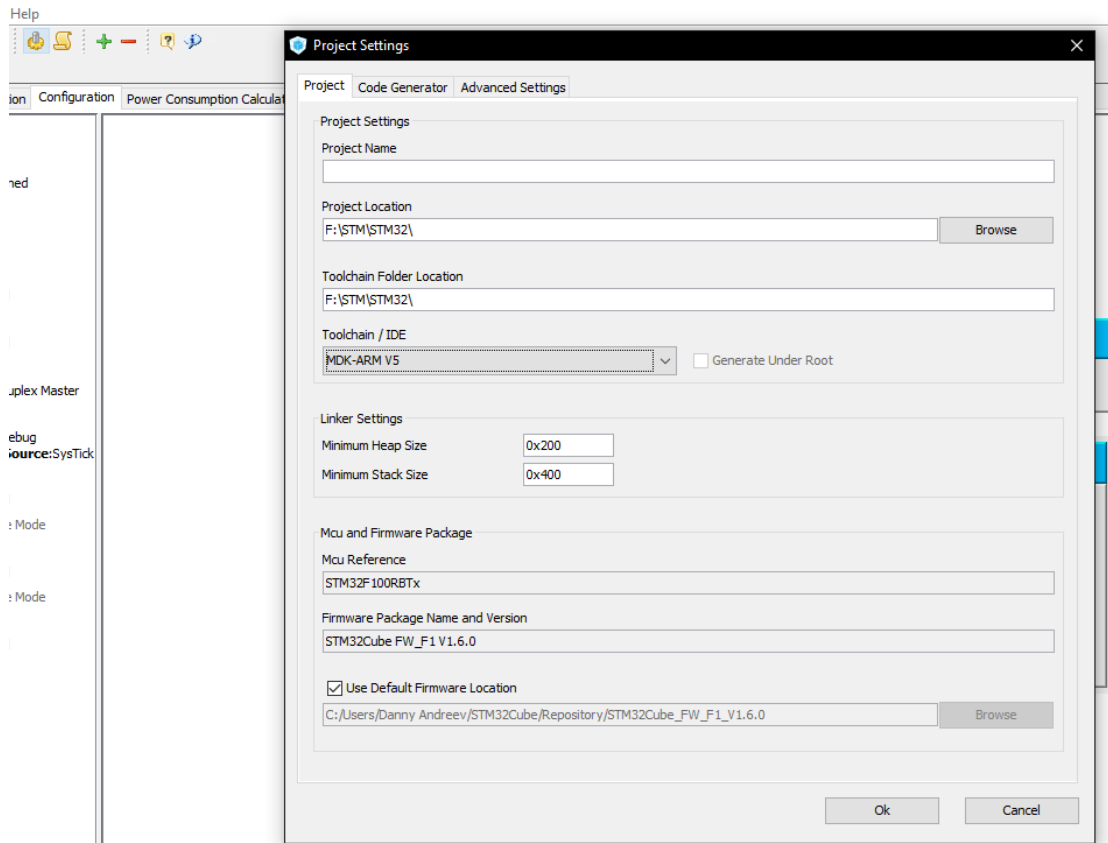 Help
Project Settings
ion Configuration Power Consumption Calculat
Project Code Generator Advanced Settings
Project Settings
Project Name
ned
Project Location
F:\STM\STM32\ Browse
Toolchain Folder Location
F:\STM\STM32\
Toolchain / IDE
MDK-ARM V5 Generate Under Root
uplex Master
Linker Settings
ebug
Minimum Heap Size 0x200
Source:SysTick
Minimum Stack Size 0x400
e Mode
Mcu and Firmware Package
Mcu Reference
STM32F100RBTx
e Mode
Firmware Package Name and Version
STM32Cube FW_F1 V1.6.0
Use Default Firmware Location
C:/Users/Danny Andreev/STM32Cube/Repository/STM32Cube_FW_F1_V1.6.0 Browse
Ok Cancel